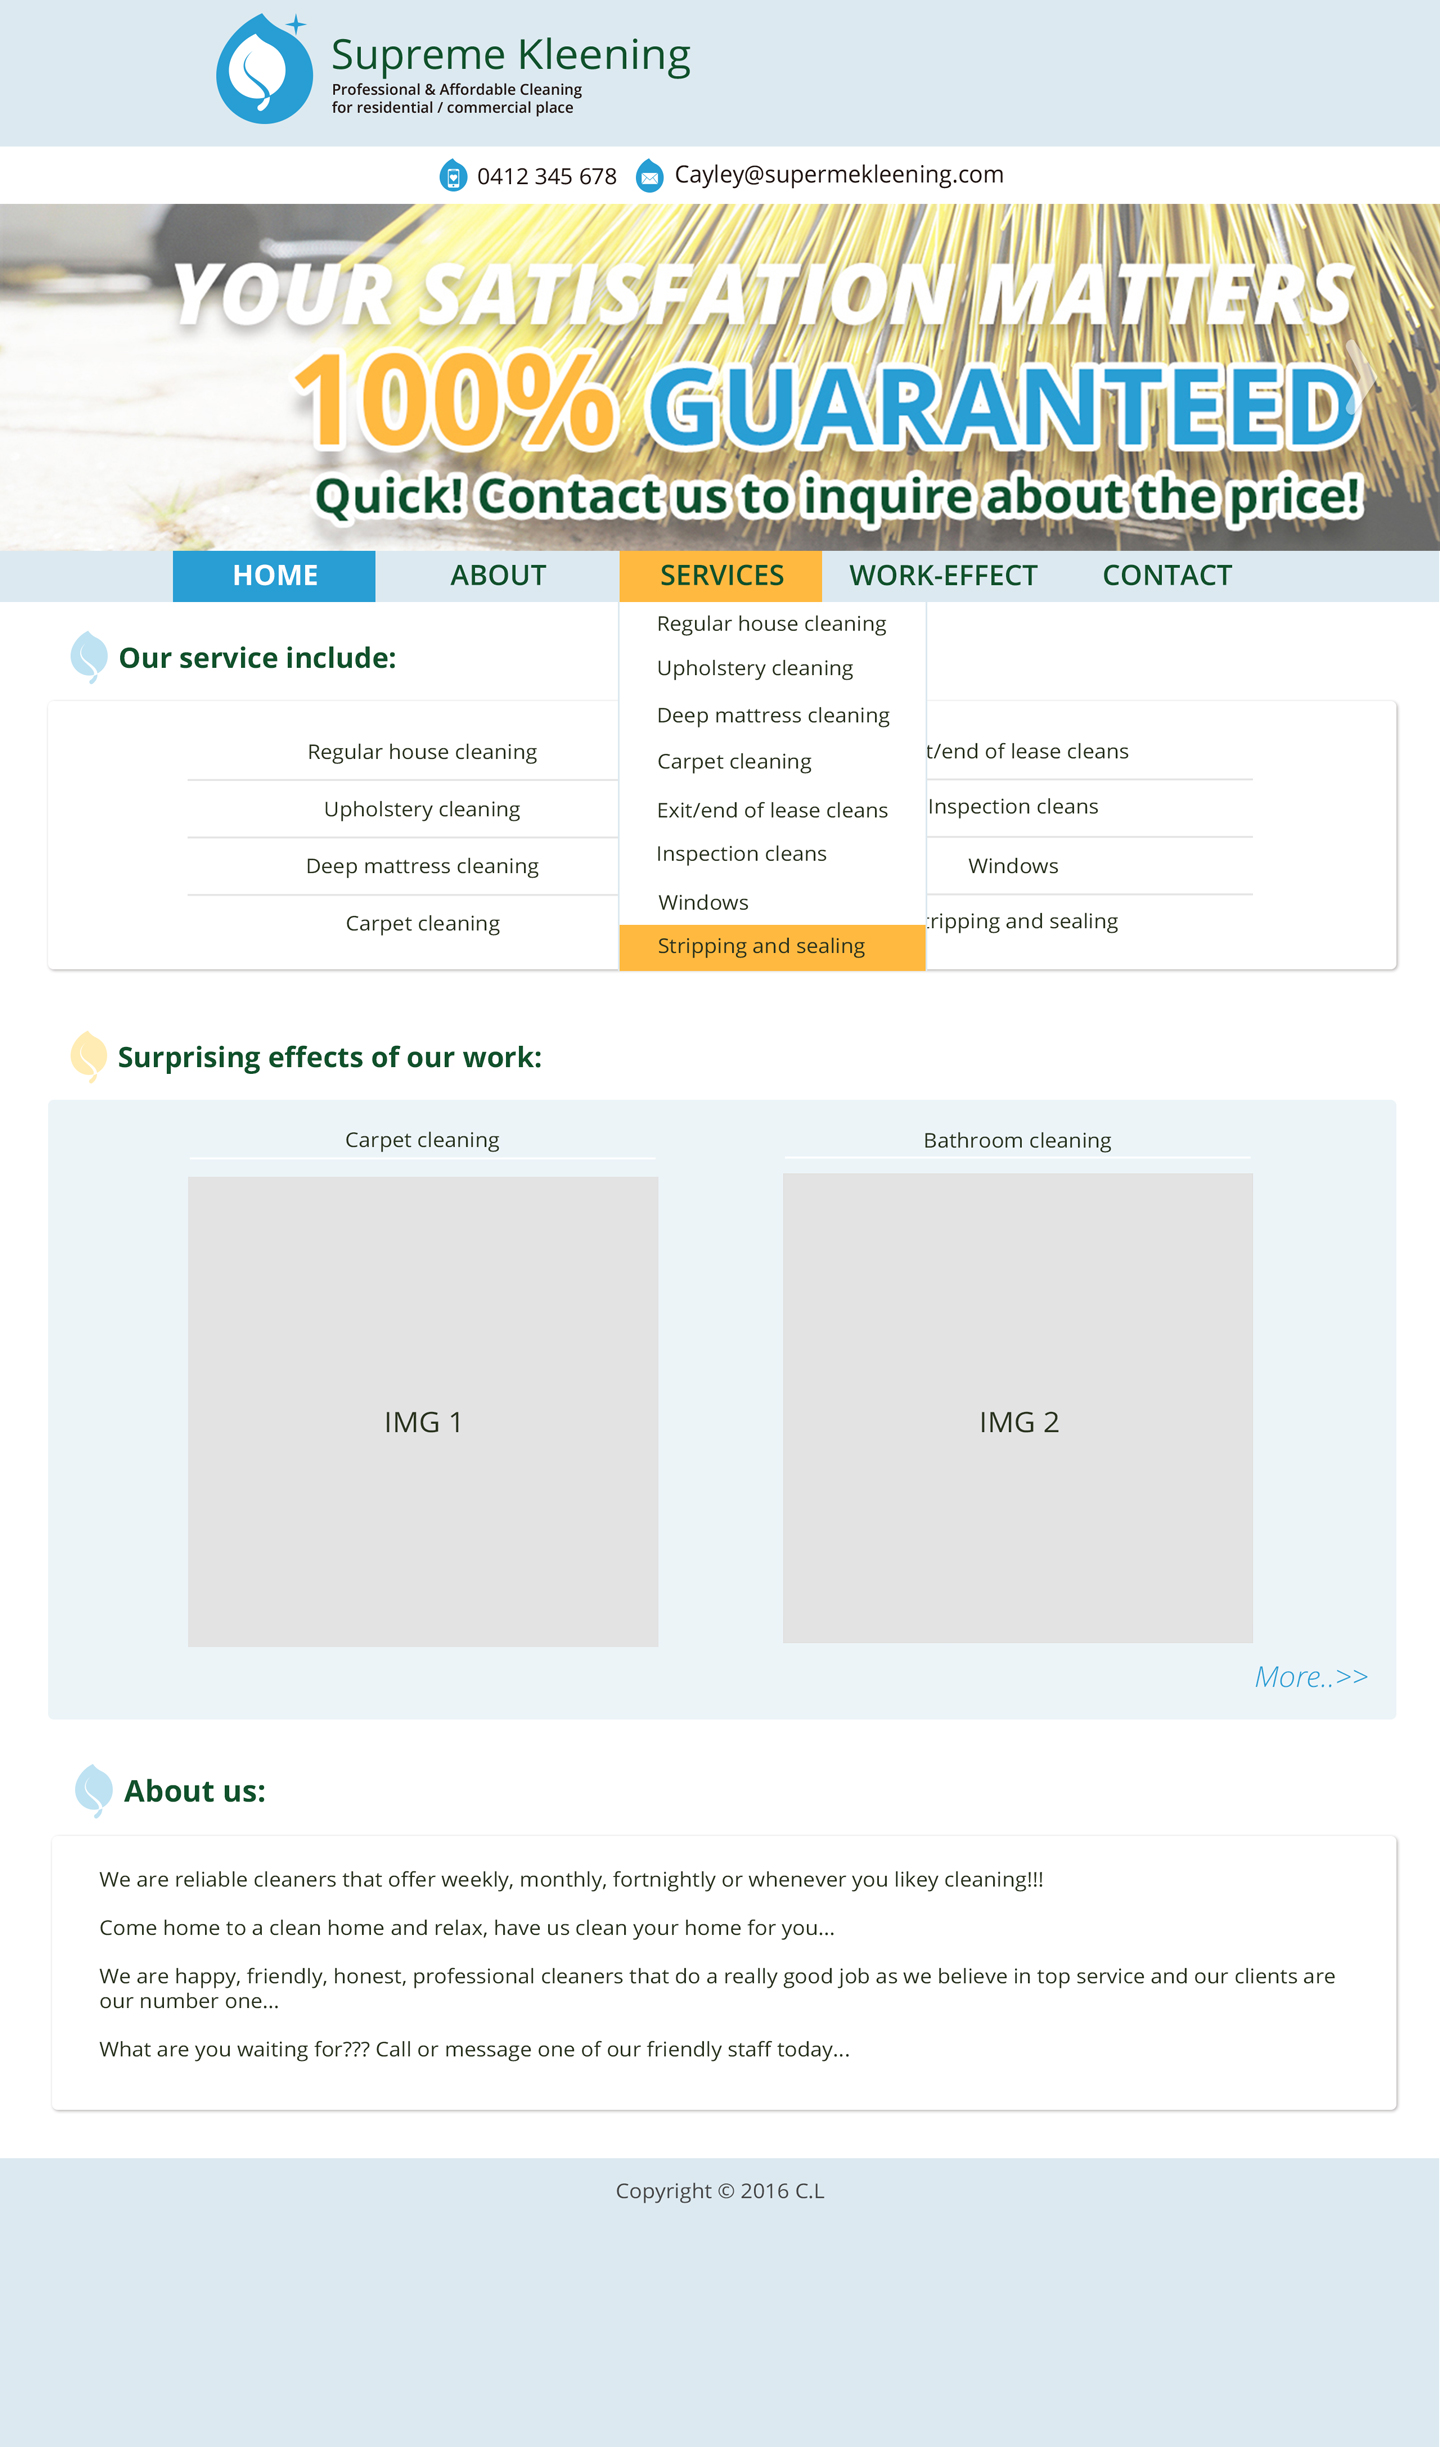 Supreme Kleening
Professional & Affordable Cleaning
for residential / commercial place
0412 345 678
Cayley@supermekleening.com
YOUR SATISFATION MATTERS
100% GUARANTEED
Quick! Contact us to inquire about the price!
HOME ABOUT SERVICES WORK-EFFECT CONTACT
Regular house cleaning
Upholstery cleaning
Deep mattress cleaning
Carpet cleaning
Exit/end of lease cleans
Inspection cleans
Windows
Stripping and sealing
Our service include:
Regular house cleaning
Upholstery cleaning
Deep mattress cleaning
Carpet cleaning
t/end of lease cleans
Inspection cleans
Windows
tripping and sealing
Surprising effects of our work:
Carpet cleaning
Bathroom cleaning
IMG 1
IMG 2
More..>>
About us:
We are reliable cleaners that offer weekly, monthly, fortnightly or whenever you likey cleaning!!!
Come home to a clean home and relax, have us clean your home for you...
We are happy, friendly, honest, professional cleaners that do a really good job as we believe in top service and our clients are
our number one...
What are you waiting for??? Call or message one of our friendly staff today...
Copyright © 2016 C.L